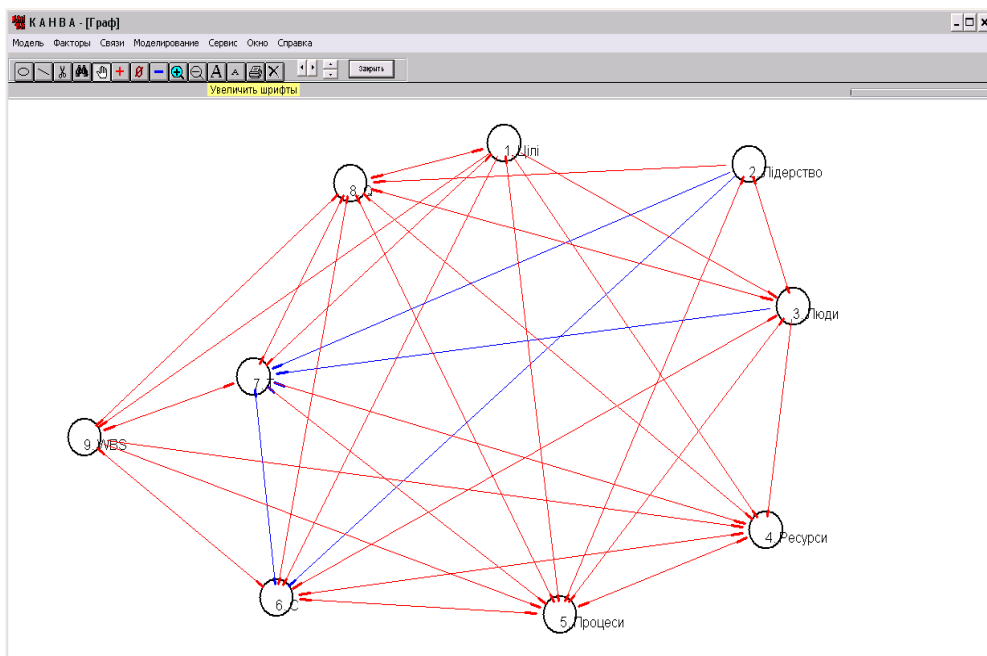 К А Н В А - [Граф]
Модель Факторы Связи Моделирование Сервис Окно Справка
Закрыть
Увеличить шрифты
1. Цілі
2. Лідерство
8. Q
3. Люди
7. T
9. WBS
4. Ресурси
6. C
5. Процеси